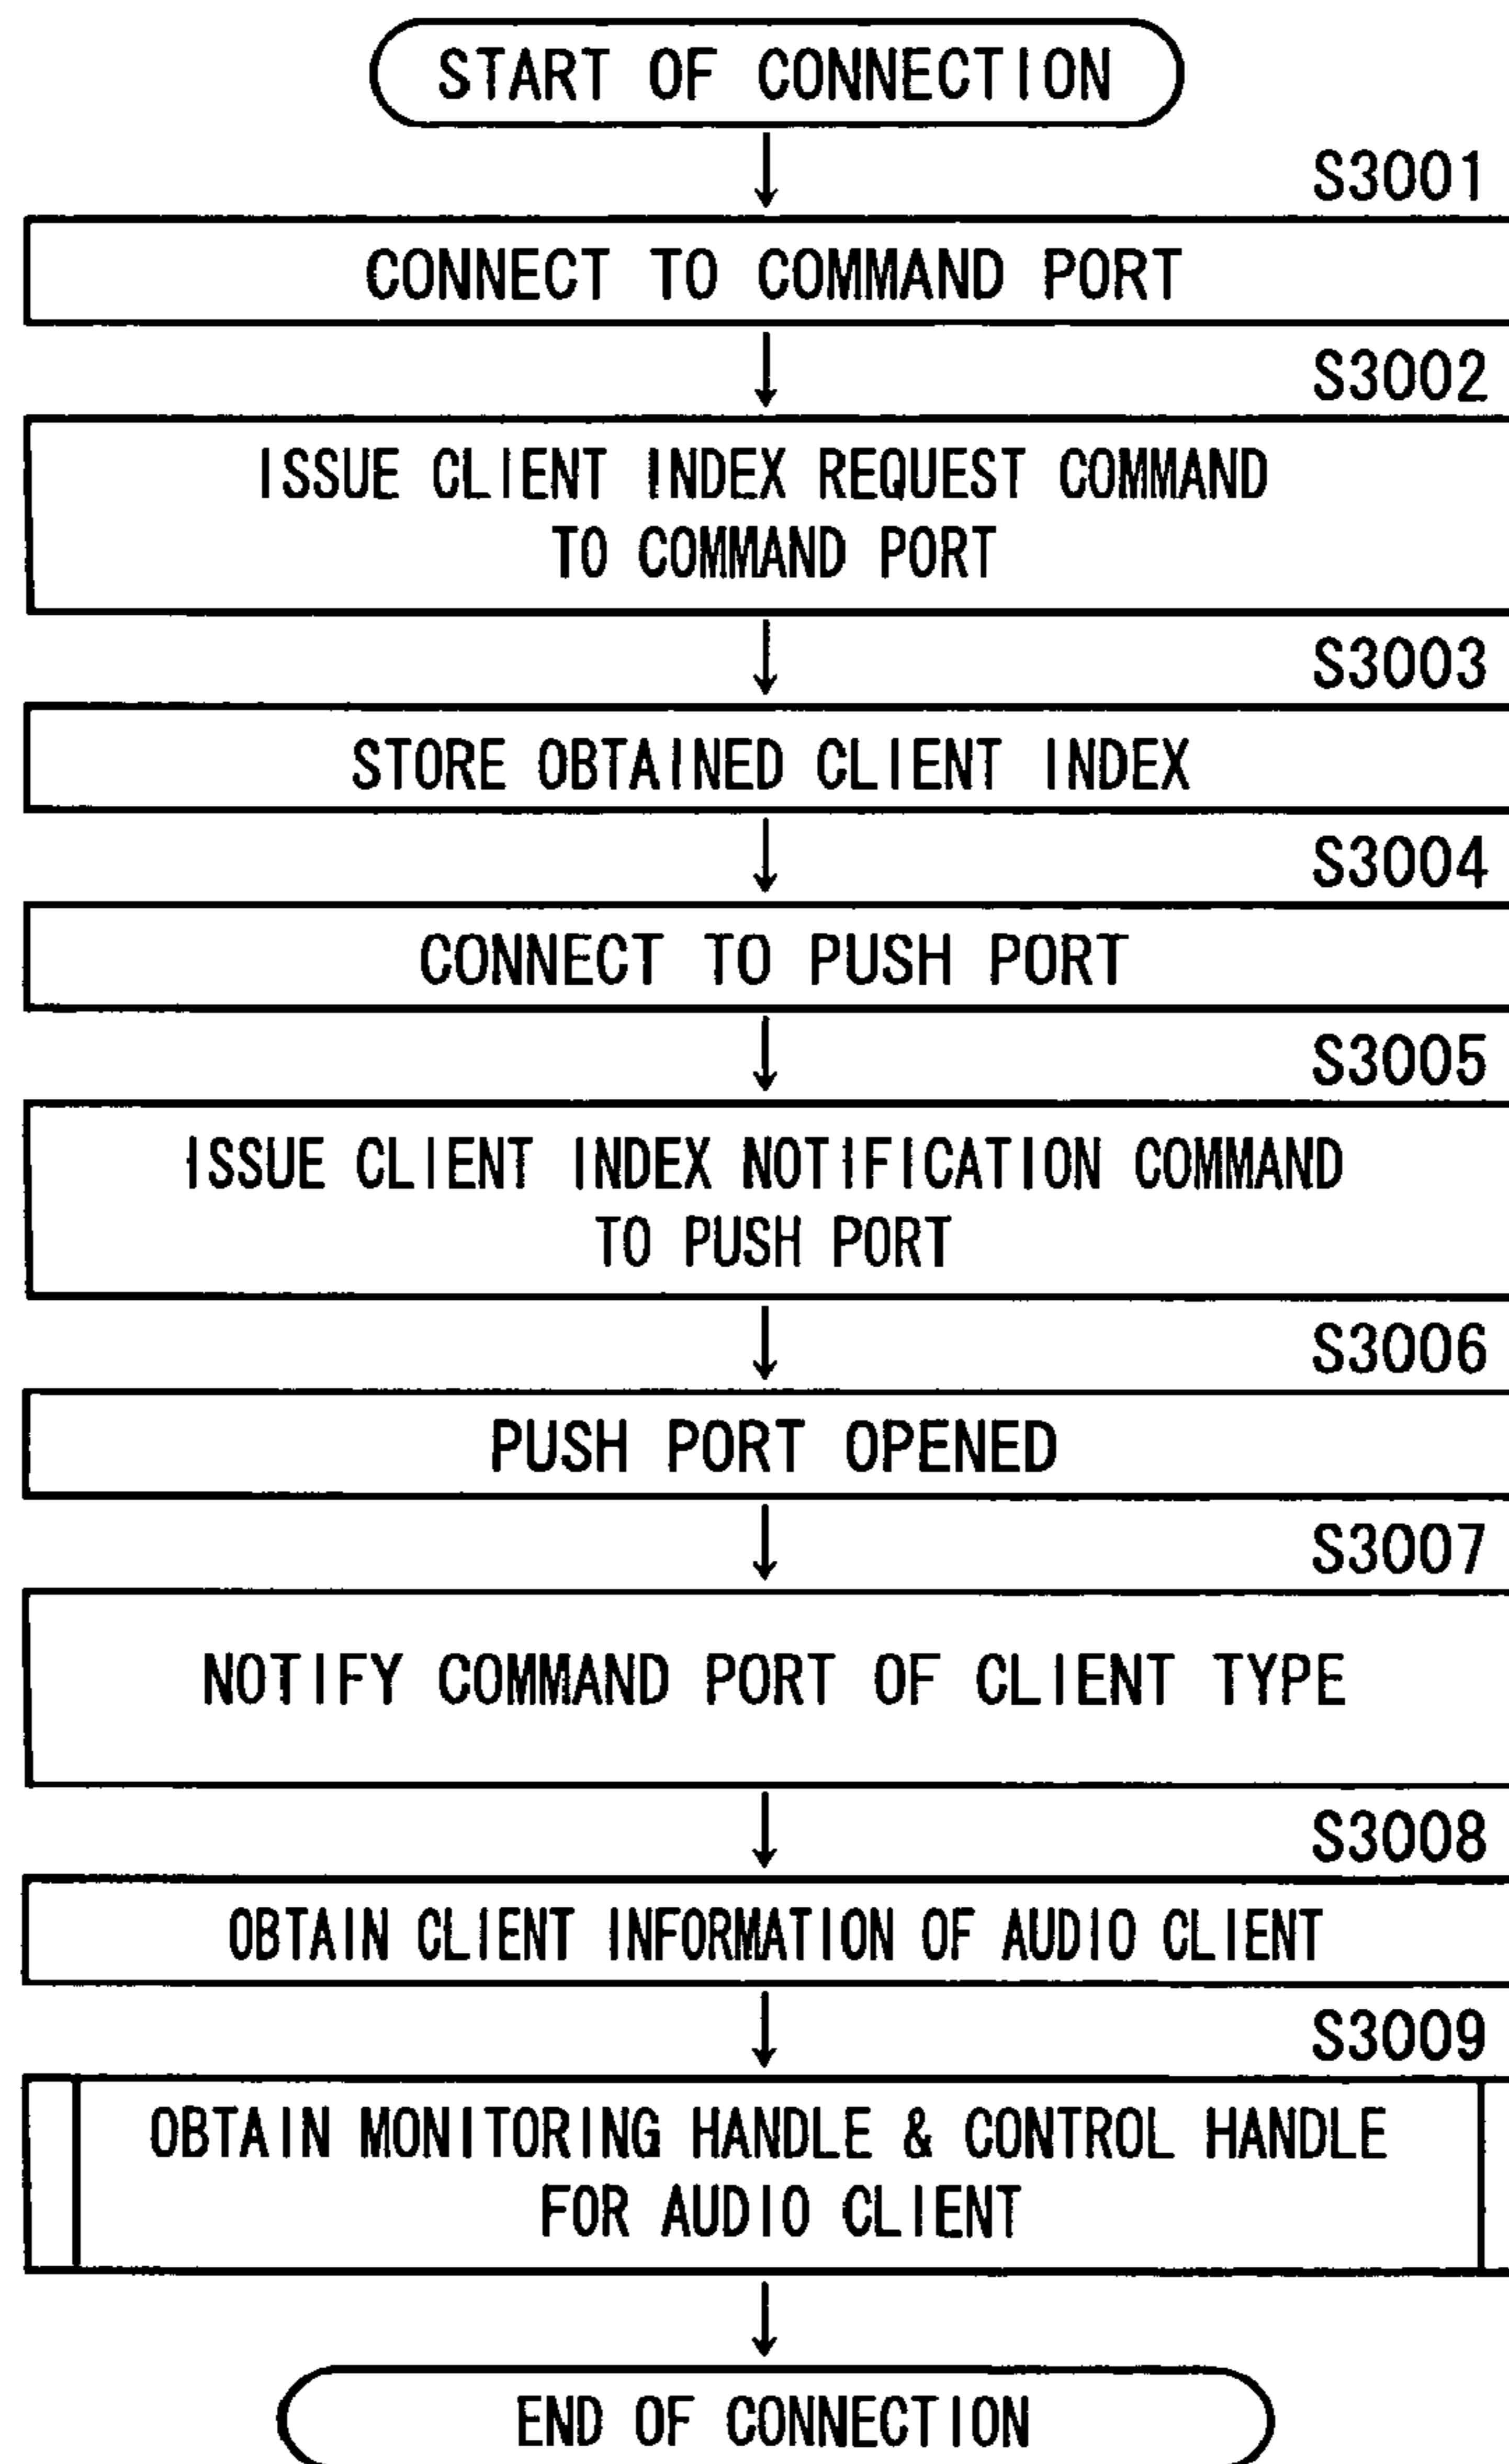 START OF CONNECTION
S3001
CONNECT TO COMMAND PORT
S3002
ISSUE CLIENT INDEX REQUEST COMMAND
TO COMMAND PORT
S3003
STORE OBTAINED CLIENT INDEX
S3004
CONNECT TO PUSH PORT
S3005
ISSUE CLIENT INDEX NOTIFICATION COMMAND
TO PUSH PORT
S3006
PUSH PORT OPENED
S3007
NOTIFY COMMAND PORT OF CLIENT TYPE
S3008
OBTAIN CLIENT INFORMATION OF AUDIO CLIENT
S3009
OBTAIN MONITORING HANDLE & CONTROL HANDLE
FOR AUDIO CLIENT
END OF CONNECTION